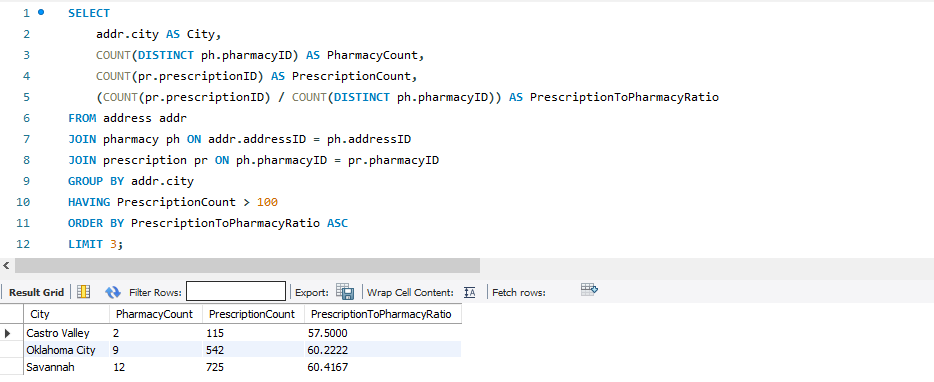 1 SELECT
2 addr.city AS City,
3 COUNT(DISTINCT ph.pharmacyID) AS PharmacyCount,
4 COUNT(pr.prescriptionID) AS PrescriptionCount,
5 (COUNT(pr.prescriptionID) / COUNT(DISTINCT ph.pharmacyID)) AS PrescriptionToPharmacyRatio
6 FROM address addr
7 JOIN pharmacy ph ON addr.addressID = ph.addressID
8 JOIN prescription pr ON ph.pharmacyID = pr.pharmacyID
9 GROUP BY addr.city
10 HAVING PrescriptionCount > 100
11 ORDER BY PrescriptionToPharmacyRatio ASC
12 LIMIT 3;
Result Grid Filter Rows: Export: Wrap Cell Content: IA Fetch rows:
City PharmacyCount PrescriptionCount PrescriptionToPharmacyRatio
Castro Valley 2 115 57.5000
Oklahoma City 9 542 60.2222
Savannah 12 725 60.4167